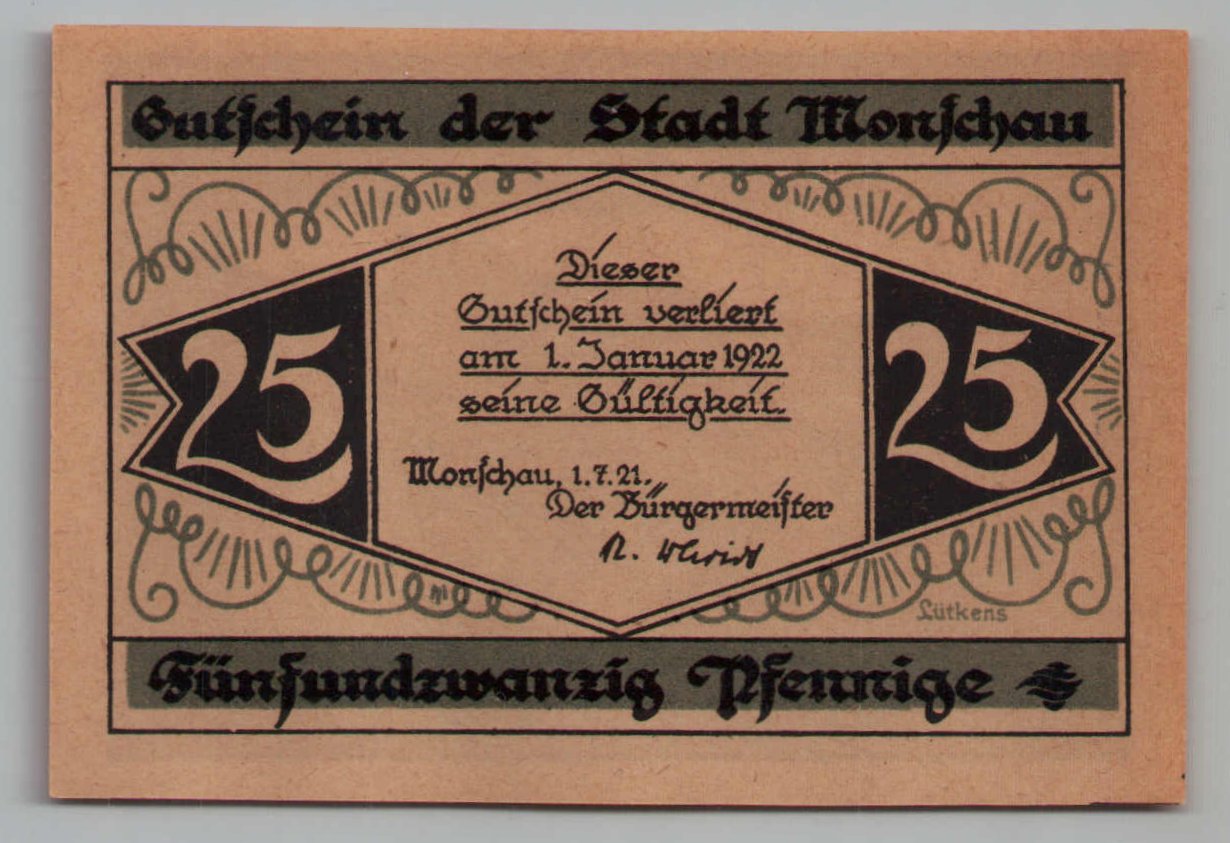 Gutschein der Stadt Monschau
Dieser
Gutschein verliert
am 1. Januar 1922
seine Gültigkeit.
25
25
Monschau, 1.7.21.
Der Bürgermeister
Lütkens
Fünfundzwanzig Pfennige